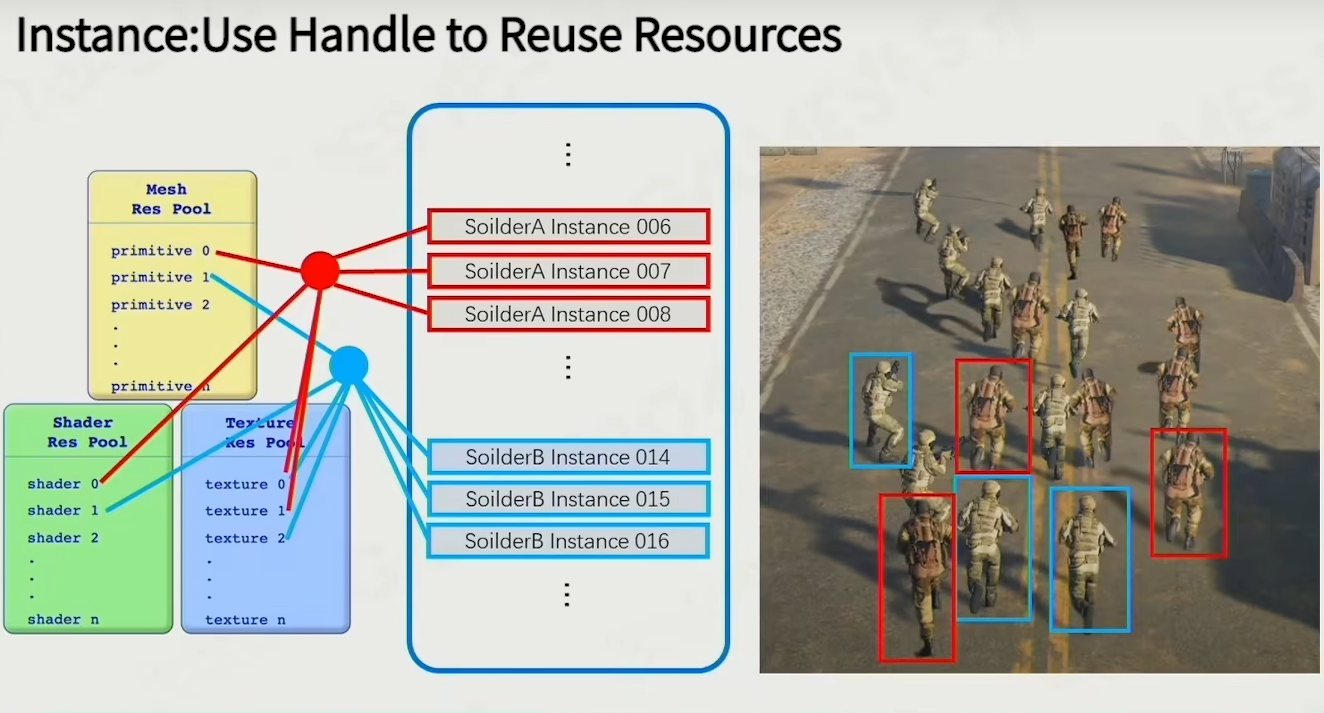 Instance:Use Handle to Reuse Resources
Mesh
Res Pool
primitive 0
primitive 1
primitive 2
.
.
.
primitive n
Shader
Res Pool
shader 0
shader 1
shader 2
.
.
.
shader n
Texture
Res Pool
texture 0
texture 1
texture 2
.
.
.
texture n
⋮
SoilderA Instance 006
SoilderA Instance 007
SoilderA Instance 008
⋮
SoilderB Instance 014
SoilderB Instance 015
SoilderB Instance 016
⋮